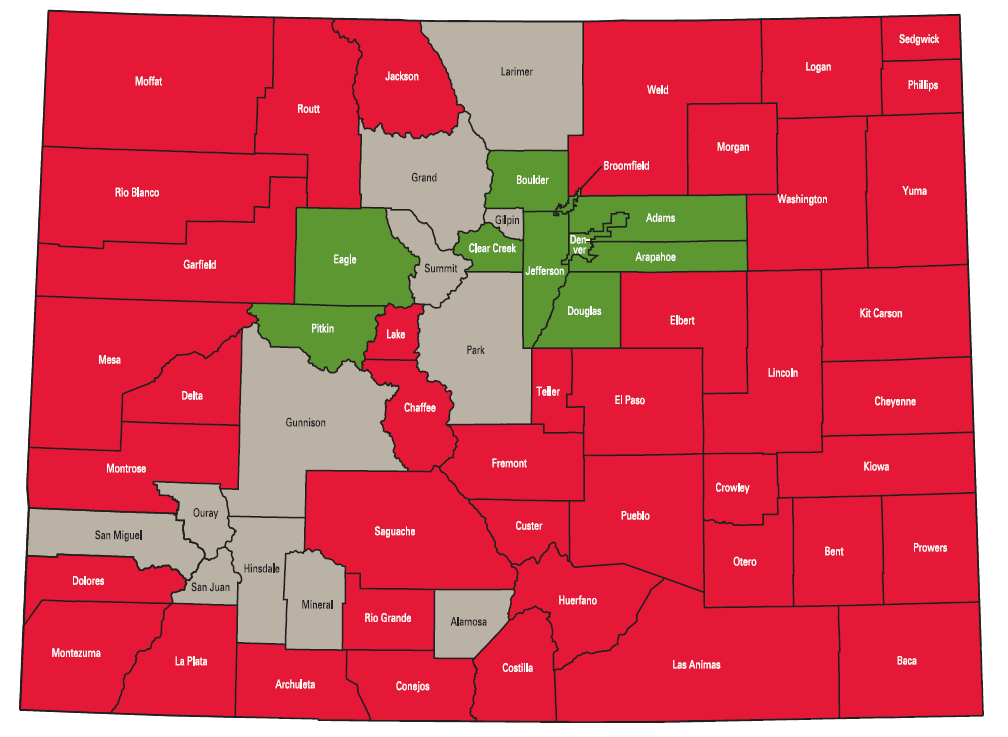 Sedgwick
Larimer
Logan
Jackson
Moffat
Phillips
Weld
Routt
Morgan
Broomfield
Grand
Boulder
Rio Blanco
Yuma
Washington
Gilpin
Adams
Den-
ver
Clear Creek
Arapahoe
Eagle
Garfield
Summit
Jefferson
Douglas
Kit Carson
Elbert
Pitkin
Lake
Park
Mesa
Lincoln
Teller
Delta
El Paso
Cheyenne
Chaffee
Gunnison
Fremont
Kiowa
Montrose
Crowley
Ouray
Pueblo
Custer
Saguache
San Miguel
Prowers
Bent
Otero
Hinsdale
Dolores
San Juan
Huerfano
Mineral
Rio Grande
Alamosa
Montezuma
La Plata
Baca
Las Animas
Costilla
Archuleta
Conejos